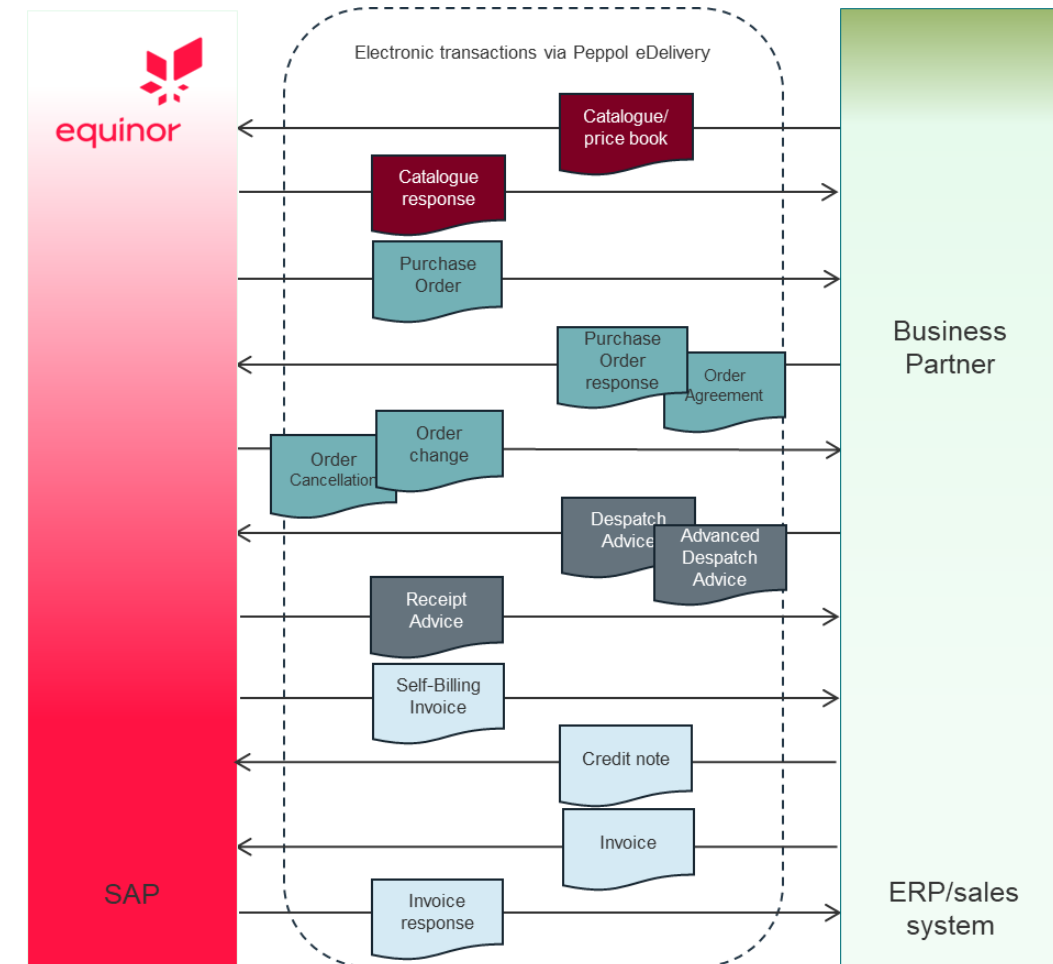 Electronic transactions via Peppol eDelivery
equinor
Catalogue/
price book
Catalogue
response
Purchase
Order
Purchase
Order
response
Order
Agreement
Business
Partner
Order
change
Order
Cancellation
Despatch
Advice
Advanced
Despatch
Advice
Receipt
Advice
Self-Billing
Invoice
Credit note
Invoice
SAP
Invoice
response
ERP/sales
system